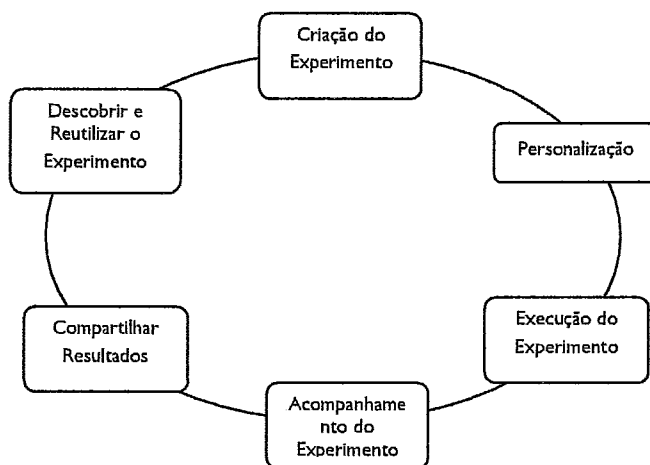 Criação do
Experimento
Personalização
Execução do
Experimento
Acompanhame
nto do
Experimento
Compartilhar
Resultados
Descobrir e
Reutilizar o
Experimento